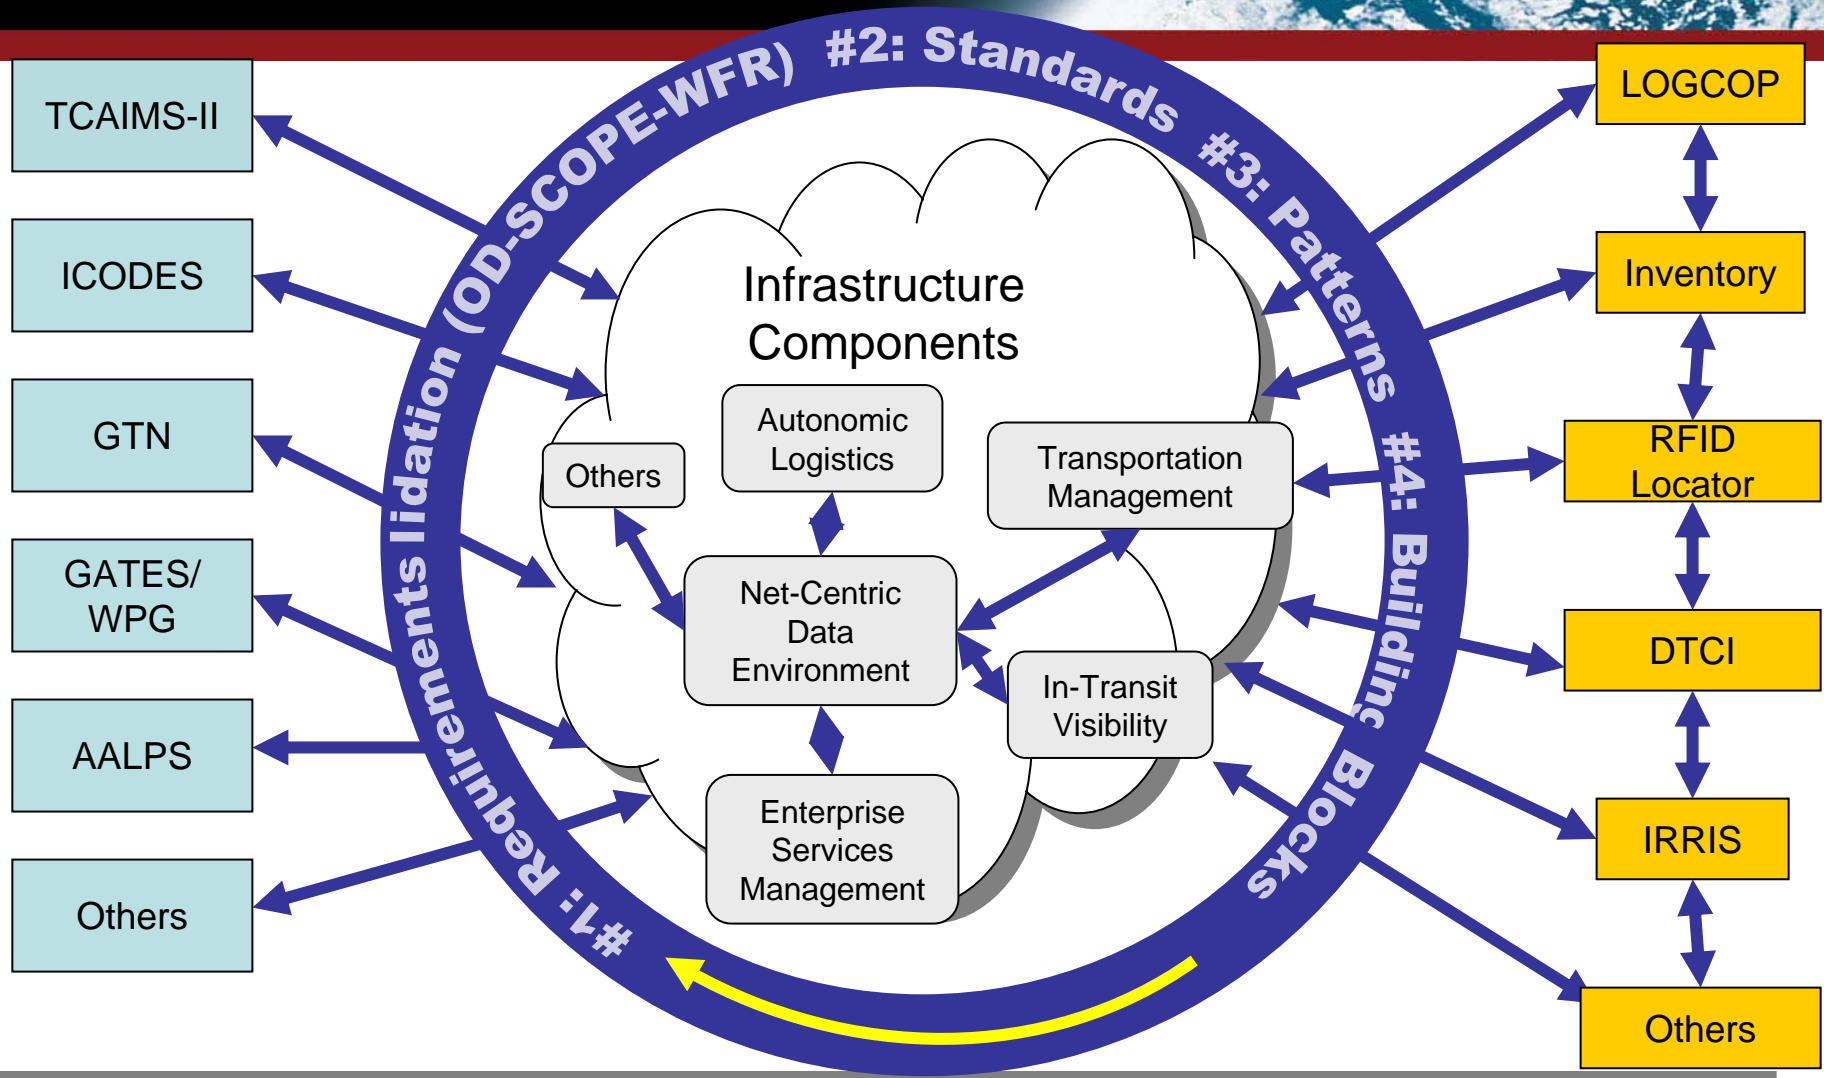 #1: Requirements lidation (OD-SCOPE-WFR) #2: Standards #3: Patterns #4: Building Blocks
TCAIMS-II
ICODES
GTN
GATES/
WPG
AALPS
Others
Infrastructure
Components
Others
Autonomic
Logistics
Transportation
Management
Net-Centric
Data
Environment
In-Transit
Visibility
Enterprise
Services
Management
LOGCOP
Inventory
RFID
Locator
DTCI
IRRIS
Others